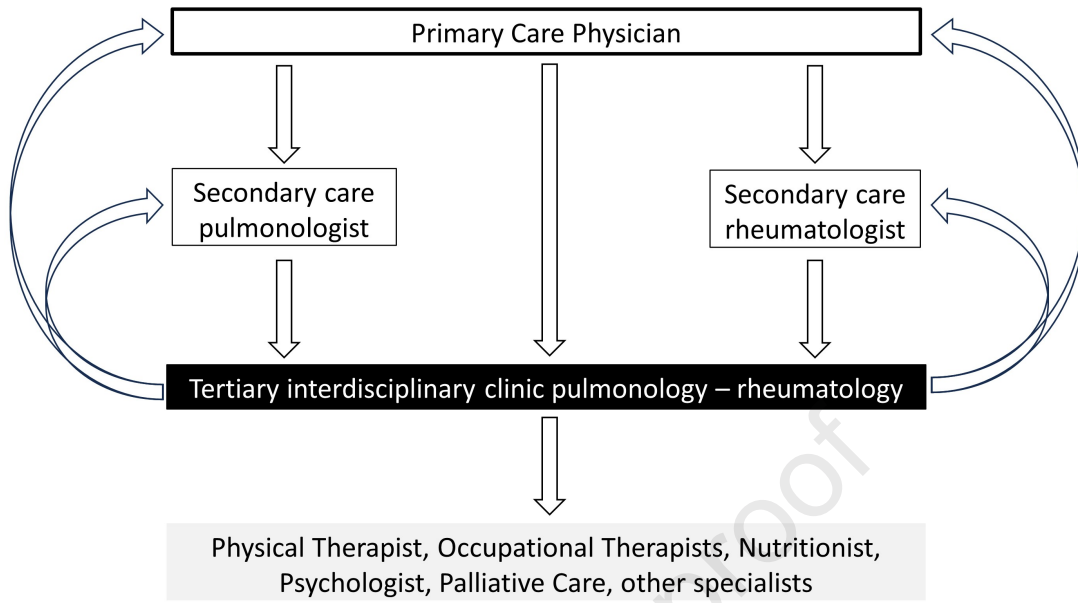 Primary Care Physician
Secondary care
pulmonologist
Secondary care
rheumatologist
Tertiary interdisciplinary clinic pulmonology – rheumatology
Physical Therapist, Occupational Therapists, Nutritionist,
Psychologist, Palliative Care, other specialists
proof